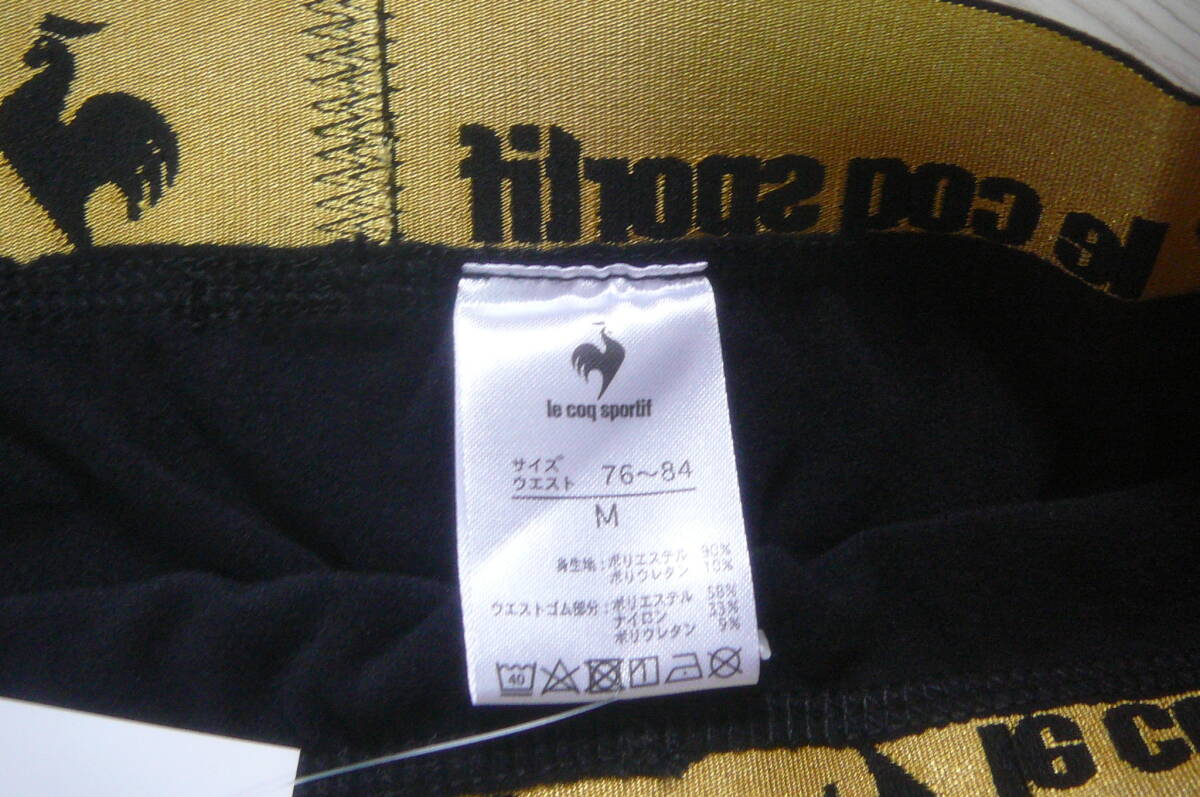 le coq sportif
le coq sportif
サイズ
ウエスト 76～84
M
身生地：ポリエステル 90%
ポリウレタン 10%
ウエストゴム部分：ポリエステル 58%
ナイロン 33%
ポリウレタン 9%
40
le co